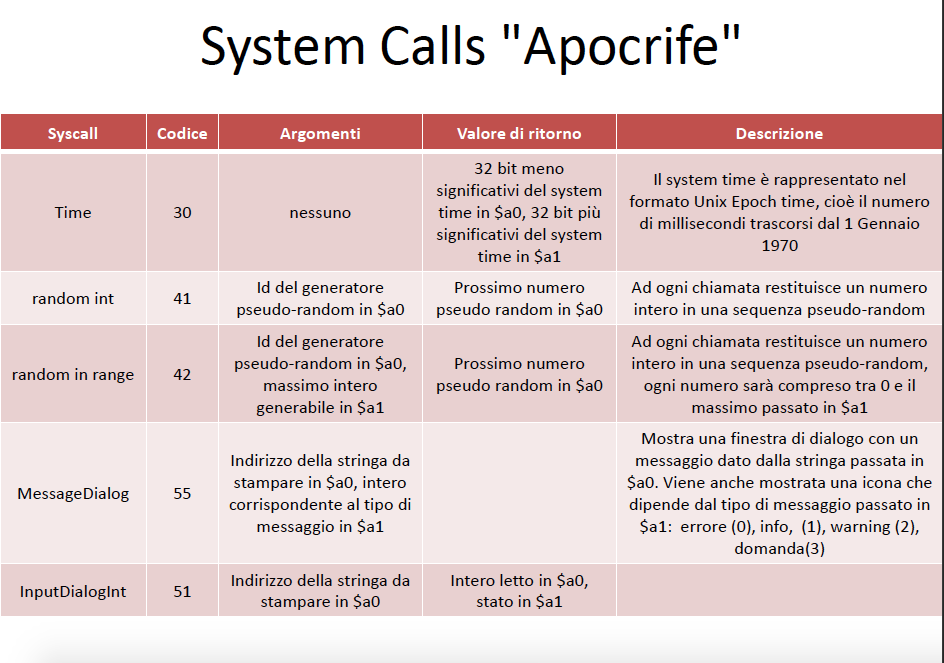 System Calls "Apocrife"
Syscall
Codice
Argomenti
Valore di ritorno
Descrizione
Time
30
nessuno
32 bit meno
significativi del system
time in $a0, 32 bit più
significativi del system
time in $a1
Il system time è rappresentato nel
formato Unix Epoch time, cioè il numero
di millisecondi trascorsi dal 1 Gennaio
1970
random int
41
Id del generatore
pseudo-random in $a0
Prossimo numero
pseudo random in $a0
Ad ogni chiamata restituisce un numero
intero in una sequenza pseudo-random
random in range
42
Id del generatore
pseudo-random in $a0,
massimo intero
generabile in $a1
Prossimo numero
pseudo random in $a0
Ad ogni chiamata restituisce un numero
intero in una sequenza pseudo-random,
ogni numero sarà compreso tra 0 e il
massimo passato in $a1
MessageDialog
55
Indirizzo della stringa da
stampare in $a0, intero
corrispondente al tipo di
messaggio in $a1
Mostra una finestra di dialogo con un
messaggio dato dalla stringa passata in
$a0. Viene anche mostrata una icona che
dipende dal tipo di messaggio passato in
$a1:  errore (0), info,  (1), warning (2),
domanda(3)
InputDialogInt
51
Indirizzo della stringa da
stampare in $a0
Intero letto in $a0,
stato in $a1